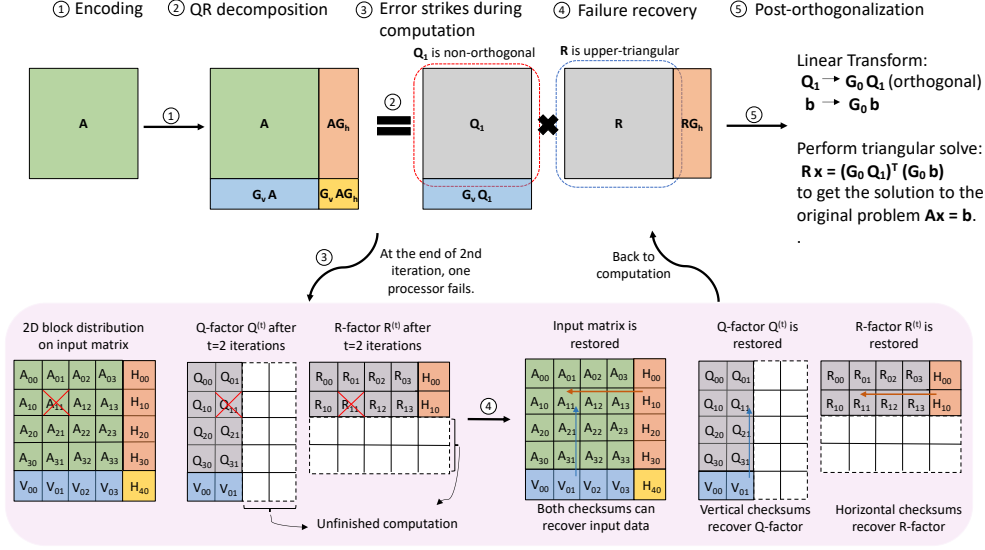 ① Encoding
② QR decomposition
③ Error strikes during
computation
④ Failure recovery
⑤ Post-orthogonalization
Q₁ is non-orthogonal
R is upper-triangular
A
①
A
AGₕ
GᵥA
GᵥAGₕ
②
=
Q₁
GᵥQ₁
✖
R
RGₕ
⑤
Linear Transform:
Q₁ → G₀Q₁ (orthogonal)
b → G₀b
Perform triangular solve:
Rx = (G₀Q₁)ᵀ(G₀b)
to get the solution to the
original problem Ax = b.
.
③
At the end of 2nd
iteration, one
processor fails.
Back to
computation
2D block distribution
on input matrix
A₀₀ A₀₁ A₀₂ A₀₃ H₀₀
A₁₀ A₁₁ A₁₂ A₁₃ H₁₀
A₂₀ A₂₁ A₂₂ A₂₃ H₂₀
A₃₀ A₃₁ A₃₂ A₃₃ H₃₀
V₀₀ V₀₁ V₀₂ V₀₃ H₄₀
Q-factor Q⁽ᵗ⁾ after
t=2 iterations
Q₀₀ Q₀₁
Q₁₀ Q₁₁
Q₂₀ Q₂₁
Q₃₀ Q₃₁
V₀₀ V₀₁
R-factor R⁽ᵗ⁾ after
t=2 iterations
R₀₀ R₀₁ R₀₂ R₀₃ H₀₀
R₁₀ R₁₁ R₁₂ R₁₃ H₁₀
Unfinished computation
④
Input matrix is
restored
A₀₀ A₀₁ A₀₂ A₀₃ H₀₀
A₁₀ A₁₁ A₁₂ A₁₃ H₁₀
A₂₀ A₂₁ A₂₂ A₂₃ H₂₀
A₃₀ A₃₁ A₃₂ A₃₃ H₃₀
V₀₀ V₀₁ V₀₂ V₀₃ H₄₀
Both checksums can
recover input data
Q-factor Q⁽ᵗ⁾ is
restored
Q₀₀ Q₀₁
Q₁₀ Q₁₁
Q₂₀ Q₂₁
Q₃₀ Q₃₁
V₀₀ V₀₁
Vertical checksums
recover Q-factor
R-factor R⁽ᵗ⁾ is
restored
R₀₀ R₀₁ R₀₂ R₀₃ H₀₀
R₁₀ R₁₁ R₁₂ R₁₃ H₁₀
Horizontal checksums
recover R-factor